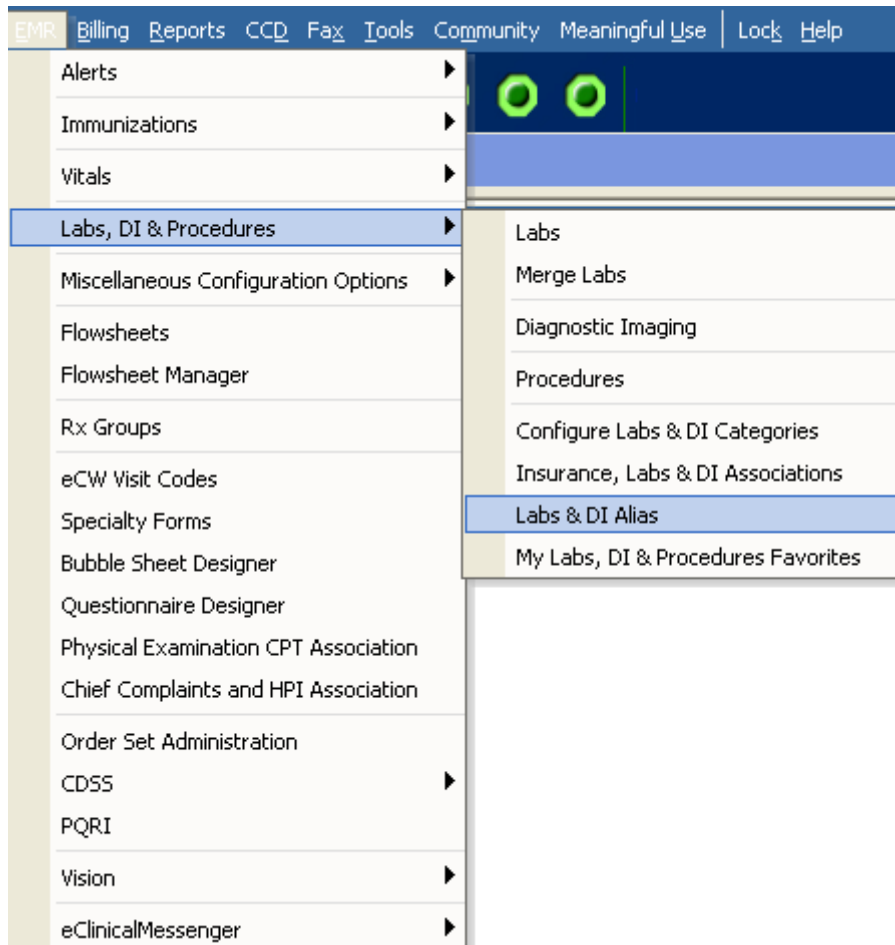 EMR Billing Reports CCD Fax Tools Community Meaningful Use Lock Help
Alerts
Immunizations
Vitals
Labs, DI & Procedures
Miscellaneous Configuration Options
Flowsheets
Flowsheet Manager
Rx Groups
eCW Visit Codes
Specialty Forms
Bubble Sheet Designer
Questionnaire Designer
Physical Examination CPT Association
Chief Complaints and HPI Association
Order Set Administration
CDSS
PQRI
Vision
eClinicalMessenger
Labs
Merge Labs
Diagnostic Imaging
Procedures
Configure Labs & DI Categories
Insurance, Labs & DI Associations
Labs & DI Alias
My Labs, DI & Procedures Favorites